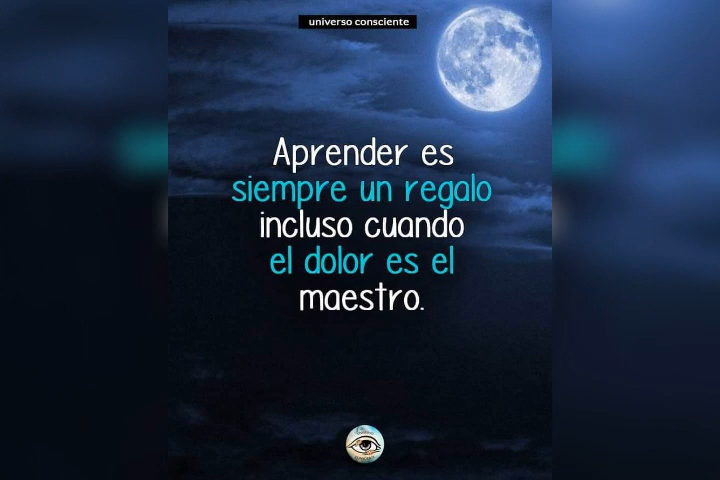 universo consciente
Aprender es
siempre un regalo
incluso cuando
el dolor es el
maestro.